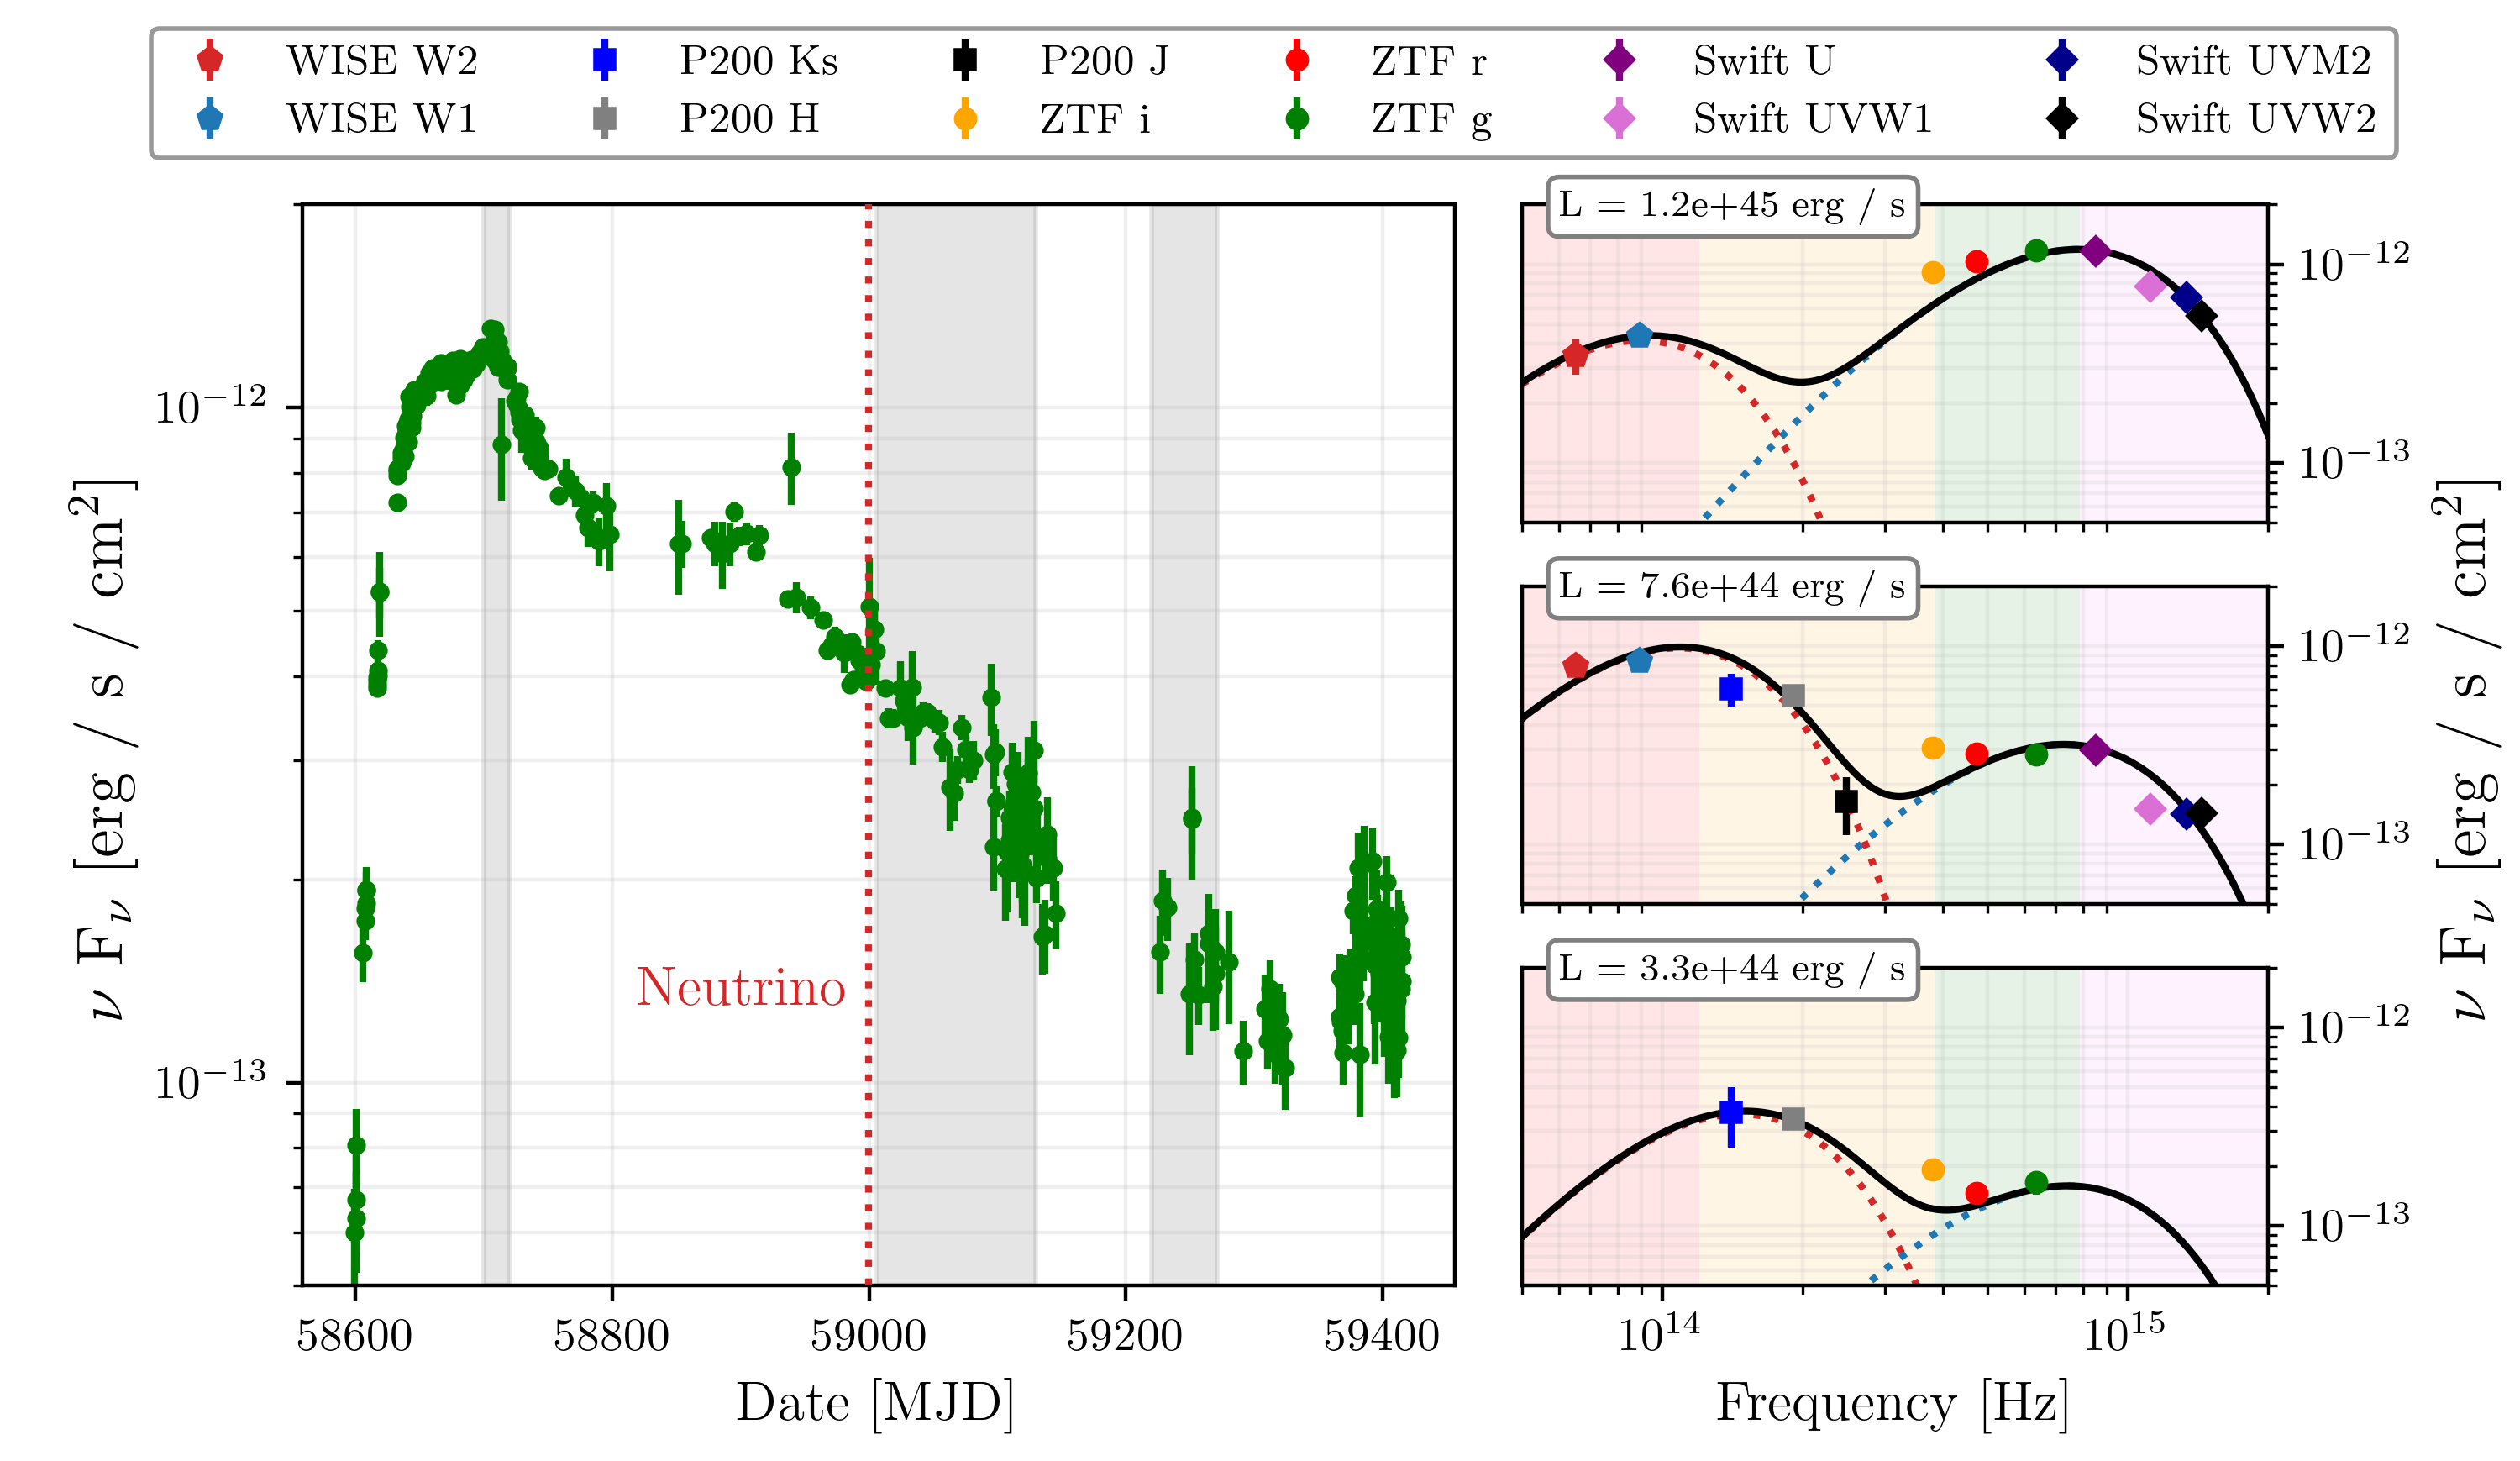 WISE W2 P200 Ks P200 J ZTF r Swift U Swift UVM2
WISE W1 P200 H ZTF i ZTF g Swift UVW1 Swift UVW2
ν F_ν [erg / s / cm²]
10⁻¹²
10⁻¹³
Neutrino
58600 58800 59000 59200 59400
Date [MJD]
L = 1.2e+45 erg / s
10⁻¹²
10⁻¹³
L = 7.6e+44 erg / s
10⁻¹²
10⁻¹³
L = 3.3e+44 erg / s
10⁻¹²
10⁻¹³
10¹⁴ 10¹⁵
Frequency [Hz]
ν F_ν [erg / s / cm²]